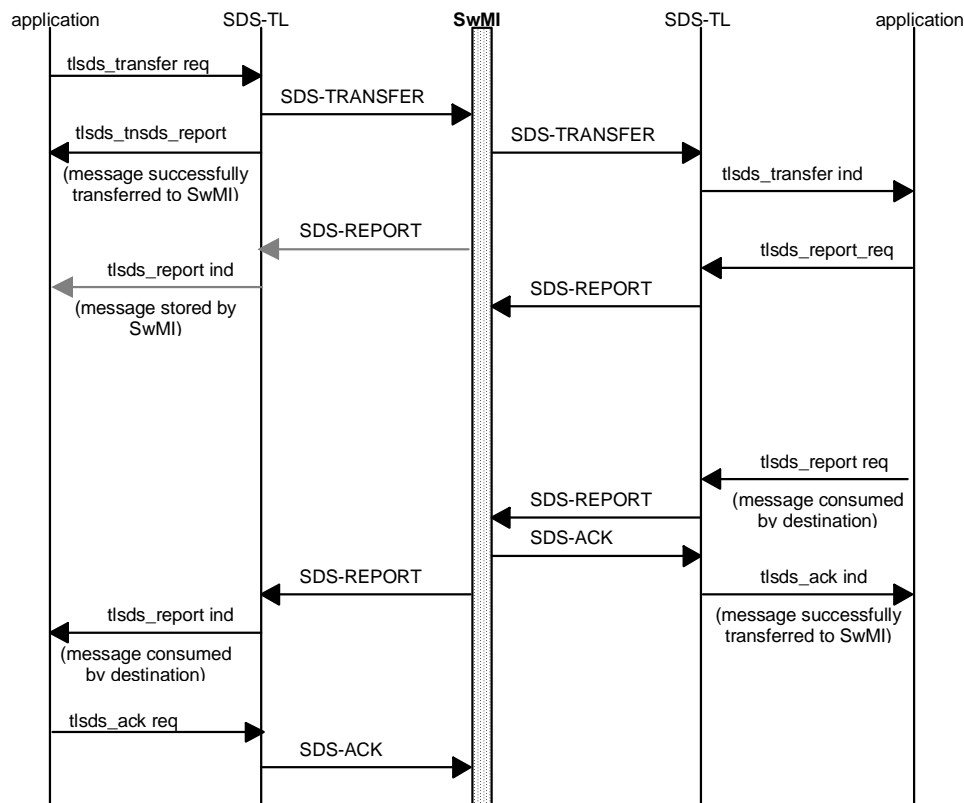 application SDS-TL SwMI SDS-TL application
tlsds_transfer req
SDS-TRANSFER
tlsds_tnsds_report
SDS-TRANSFER
(message successfully
transferred to SwMI)
tlsds_transfer ind
SDS-REPORT
tlsds_report_req
tlsds_report ind
SDS-REPORT
(message stored by
SwMI)
tlsds_report req
SDS-REPORT
(message consumed
by destination)
SDS-ACK
SDS-REPORT
tlsds_ack ind
tlsds_report ind
(message successfully
transferred to SwMI)
(message consumed
by destination)
tlsds_ack req
SDS-ACK